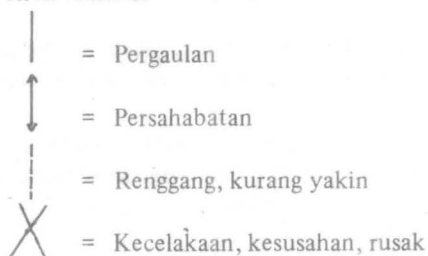 = Pergaulan
= Persahabatan
= Renggang, kurang yakin
= Kecelakaan, kesusahan, rusak